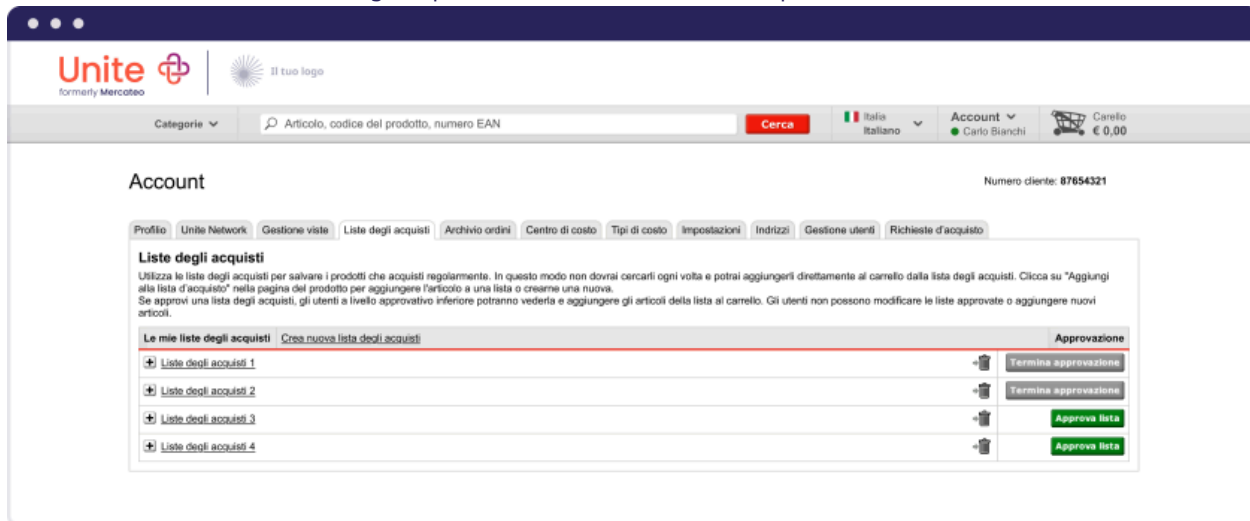 Unite
formerly Mercateo
Il tuo logo
Categorie
Articolo, codice del prodotto, numero EAN
Cerca
Italia
Italiano
Account
Carlo Bianchi
Carello
€ 0,00
Account
Numero cliente: 87654321
Profilo Unite Network Gestione viste Liste degli acquisti Archivio ordini Centro di costo Tipi di costo Impostazioni Indrizzi Gestione utenti Richieste d'acquisto
Liste degli acquisti
Utilizza le liste degli acquisti per salvare i prodotti che acquisti regolarmente. In questo modo non dovrai cercarli ogni volta e potrai aggiungerli direttamente al carrello dalla lista degli acquisti. Clicca su "Aggiungi
alla lista d'acquisto" nella pagina del prodotto per aggiungere l'articolo a una lista o crearne una nuova.
Se approvi una lista degli acquisti, gli utenti a livello approvativo inferiore potranno vederla e aggiungere gli articoli della lista al carrello. Gli utenti non possono modificare le liste approvate o aggiungere nuovi
articoli.
Le mie liste degli acquisti Crea nuova lista degli acquisti Approvazione
Liste degli acquisti 1 Termina approvazione
Liste degli acquisti 2 Termina approvazione
Liste degli acquisti 3 Approva lista
Liste degli acquisti 4 Approva lista